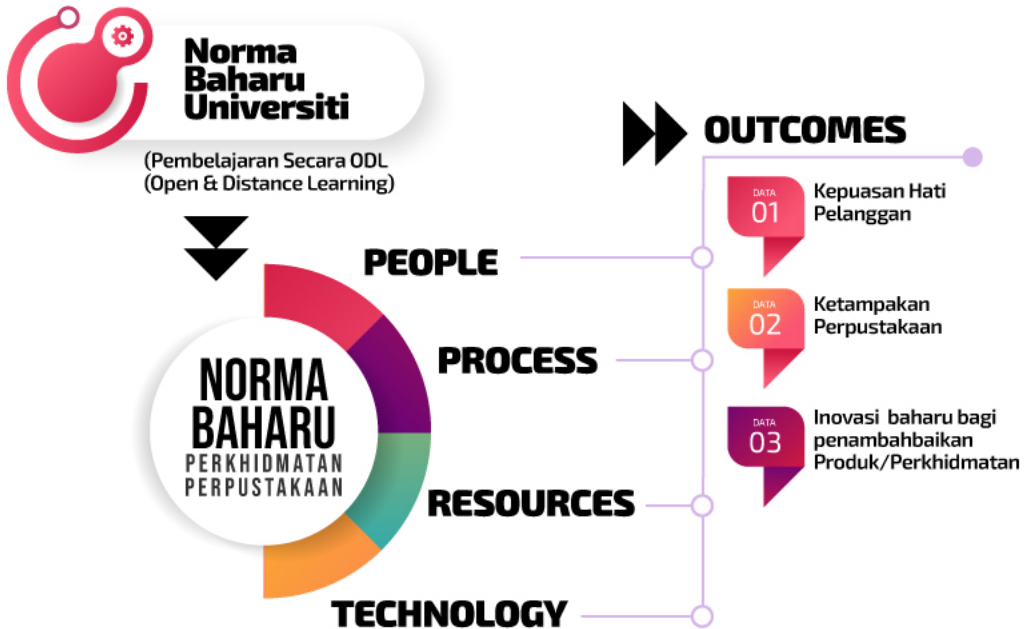 Norma
Baharu
Universiti
(Pembelajaran Secara ODL
(Open & Distance Learning)
NORMA
BAHARU
PERKHIDMATAN
PERPUSTAKAAN
PEOPLE
PROCESS
RESOURCES
TECHNOLOGY
OUTCOMES
DATA
01
Kepuasan Hati
Pelanggan
DATA
02
Ketampakan
Perpustakaan
DATA
03
Inovasi baharu bagi
penambahbaikan
Produk/Perkhidmatan